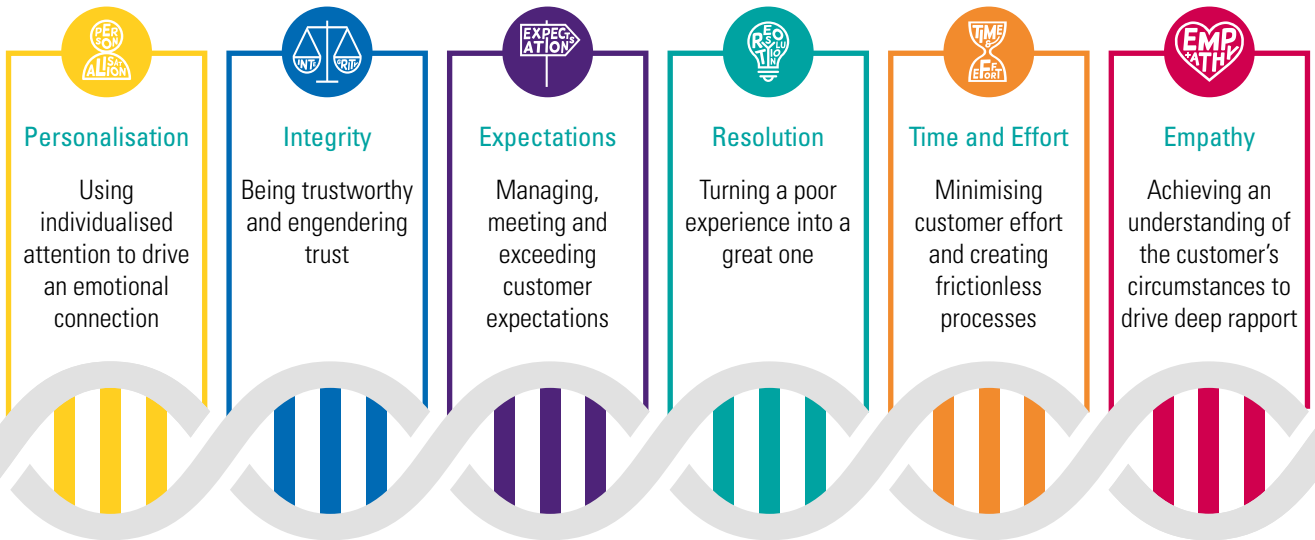 PERSONALISATION
Personalisation
Using
individualised
attention to drive
an emotional
connection
INTEGRITY
Integrity
Being trustworthy
and engendering
trust
EXPECTATIONS
Expectations
Managing,
meeting and
exceeding
customer
expectations
RESOLUTION
Resolution
Turning a poor
experience into a
great one
TIME & EFFORT
Time and Effort
Minimising
customer effort
and creating
frictionless
processes
EMPATHY
Empathy
Achieving an
understanding of
the customer’s
circumstances to
drive deep rapport